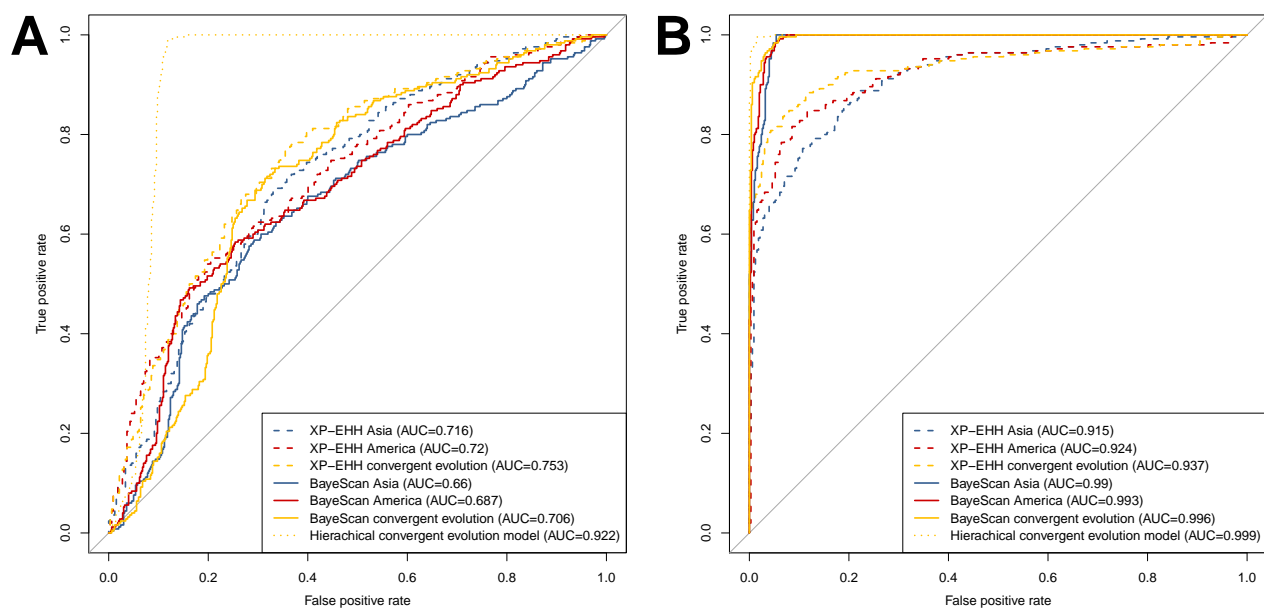 A
1.0
0.8
0.6
0.4
0.2
0.0
True positive rate
XP−EHH Asia (AUC=0.716)
XP−EHH America (AUC=0.72)
XP−EHH convergent evolution (AUC=0.753)
BayeScan Asia (AUC=0.66)
BayeScan America (AUC=0.687)
BayeScan convergent evolution (AUC=0.706)
Hierachical convergent evolution model (AUC=0.922)
0.0 0.2 0.4 0.6 0.8 1.0
False positive rate
B
1.0
0.8
0.6
0.4
0.2
0.0
True positive rate
XP−EHH Asia (AUC=0.915)
XP−EHH America (AUC=0.924)
XP−EHH convergent evolution (AUC=0.937)
BayeScan Asia (AUC=0.99)
BayeScan America (AUC=0.993)
BayeScan convergent evolution (AUC=0.996)
Hierachical convergent evolution model (AUC=0.999)
0.0 0.2 0.4 0.6 0.8 1.0
False positive rate